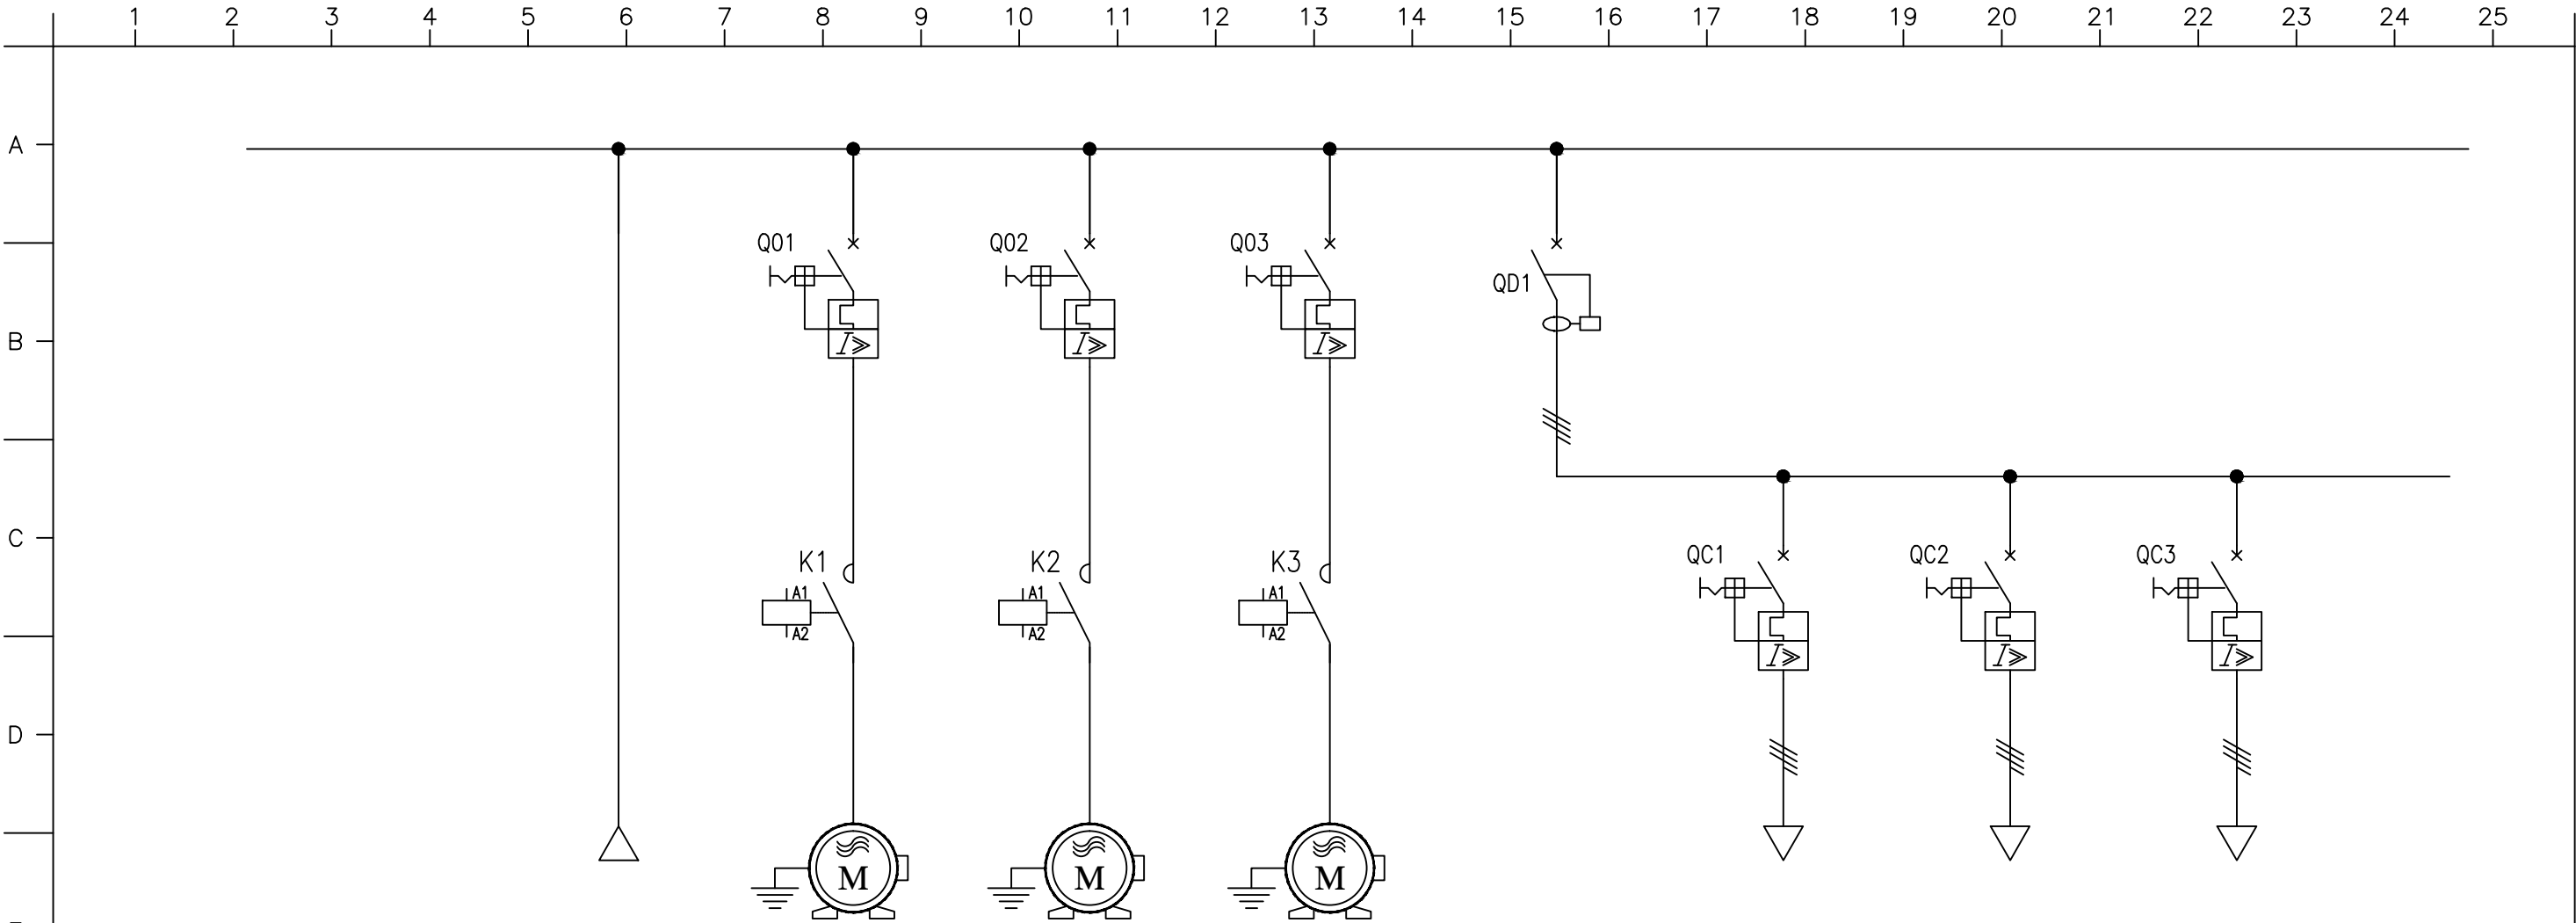 1 2 3 4 5 6 7 8 9 10 11 12 13 14 15 16 17 18 19 20 21 22 23 24 25
A
Q01 Q02 Q03
QD1
B
I I I
C
QC1 QC2 QC3
K1 K2 K3
A1 A1 A1
A2 A2 A2
I I I
D
M M M